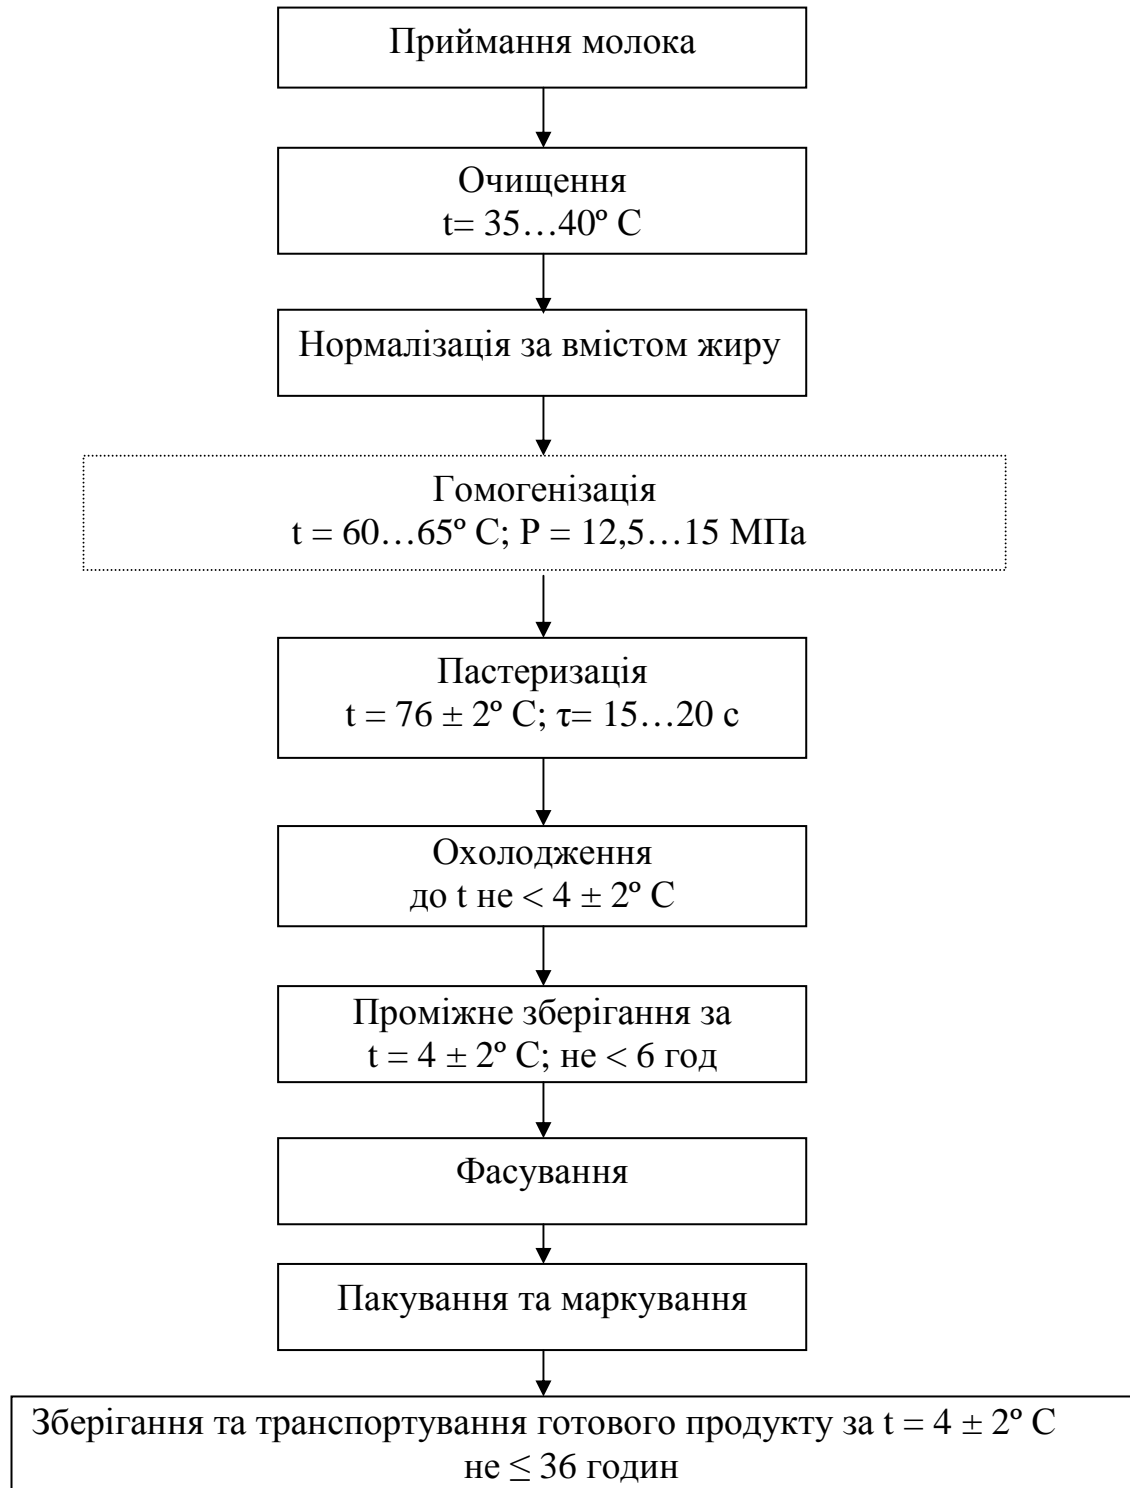 Приймання молока
Очищення
t= 35…40º С
Нормалізація за вмістом жиру
Гомогенізація
t = 60…65º С; Р = 12,5…15 МПа
Пастеризація
t = 76 ± 2º С; τ= 15…20 с
Охолодження
до t не < 4 ± 2º С
Проміжне зберігання за
t = 4 ± 2º С; не < 6 год
Фасування
Пакування та маркування
Зберігання та транспортування готового продукту за t = 4 ± 2º С
не ≤ 36 годин